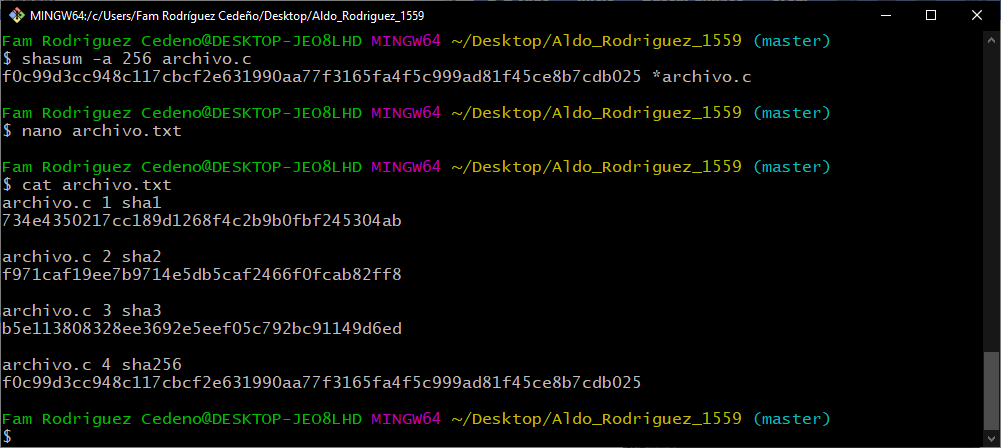 MINGW64:/c/Users/Fam Rodríguez Cedeño/Desktop/Aldo_Rodriguez_1559
Fam Rodriguez Cedeno@DESKTOP-JEO8LHD MINGW64 ~/Desktop/Aldo_Rodriguez_1559 (master)
$ shasum -a 256 archivo.c
f0c99d3cc948c117cbcf2e631990aa77f3165fa4f5c999ad81f45ce8b7cdb025 *archivo.c
Fam Rodriguez Cedeno@DESKTOP-JEO8LHD MINGW64 ~/Desktop/Aldo_Rodriguez_1559 (master)
$ nano archivo.txt
Fam Rodriguez Cedeno@DESKTOP-JEO8LHD MINGW64 ~/Desktop/Aldo_Rodriguez_1559 (master)
$ cat archivo.txt
archivo.c 1 sha1
734e4350217cc189d1268f4c2b9b0fbf245304ab
archivo.c 2 sha2
f971caf19ee7b9714e5db5caf2466f0fcab82ff8
archivo.c 3 sha3
b5e113808328ee3692e5eef05c792bc91149d6ed
archivo.c 4 sha256
f0c99d3cc948c117cbcf2e631990aa77f3165fa4f5c999ad81f45ce8b7cdb025
Fam Rodriguez Cedeno@DESKTOP-JEO8LHD MINGW64 ~/Desktop/Aldo_Rodriguez_1559 (master)
$